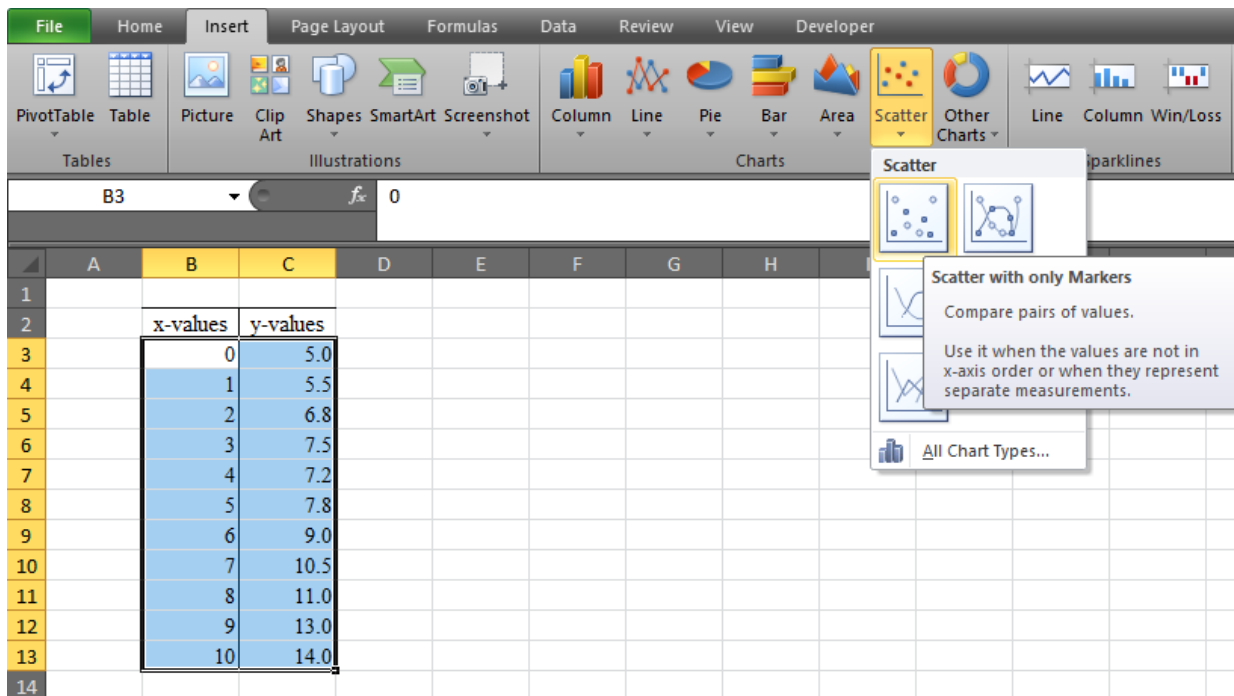 File Home Insert Page Layout Formulas Data Review View Developer
PivotTable Table Picture Clip Art Shapes SmartArt Screenshot Column Line Pie Bar Area Scatter Other Charts Line Column Win/Loss
Tables Illustrations Charts Sparklines
Scatter
B3 fx 0
A B C D E F G H
Scatter with only Markers
Compare pairs of values.
Use it when the values are not in
x-axis order or when they represent
separate measurements.
All Chart Types...
1
2 x-values y-values
3 0 5.0
4 1 5.5
5 2 6.8
6 3 7.5
7 4 7.2
8 5 7.8
9 6 9.0
10 7 10.5
11 8 11.0
12 9 13.0
13 10 14.0
14